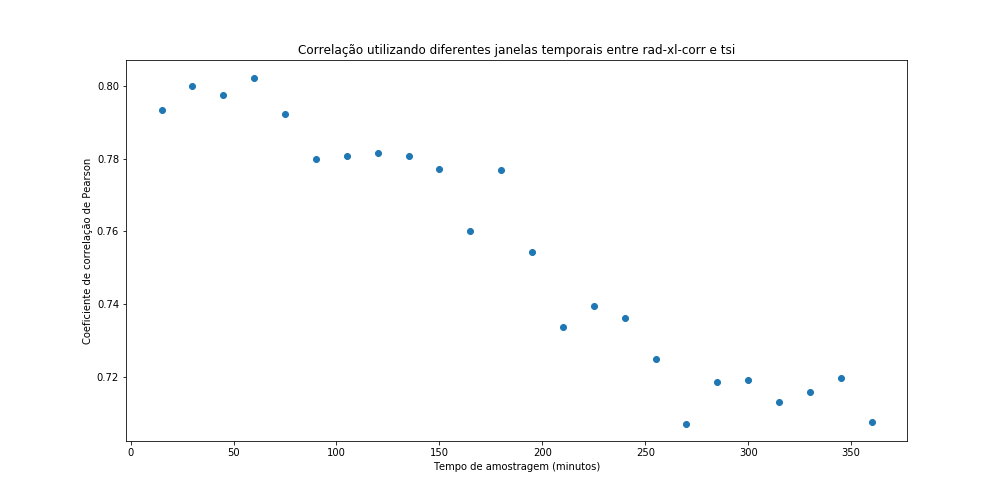 Correlação utilizando diferentes janelas temporais entre rad-xl-corr e tsi
Coeficiente de correlação de Pearson
0.80
0.78
0.76
0.74
0.72
0 50 100 150 200 250 300 350
Tempo de amostragem (minutos)